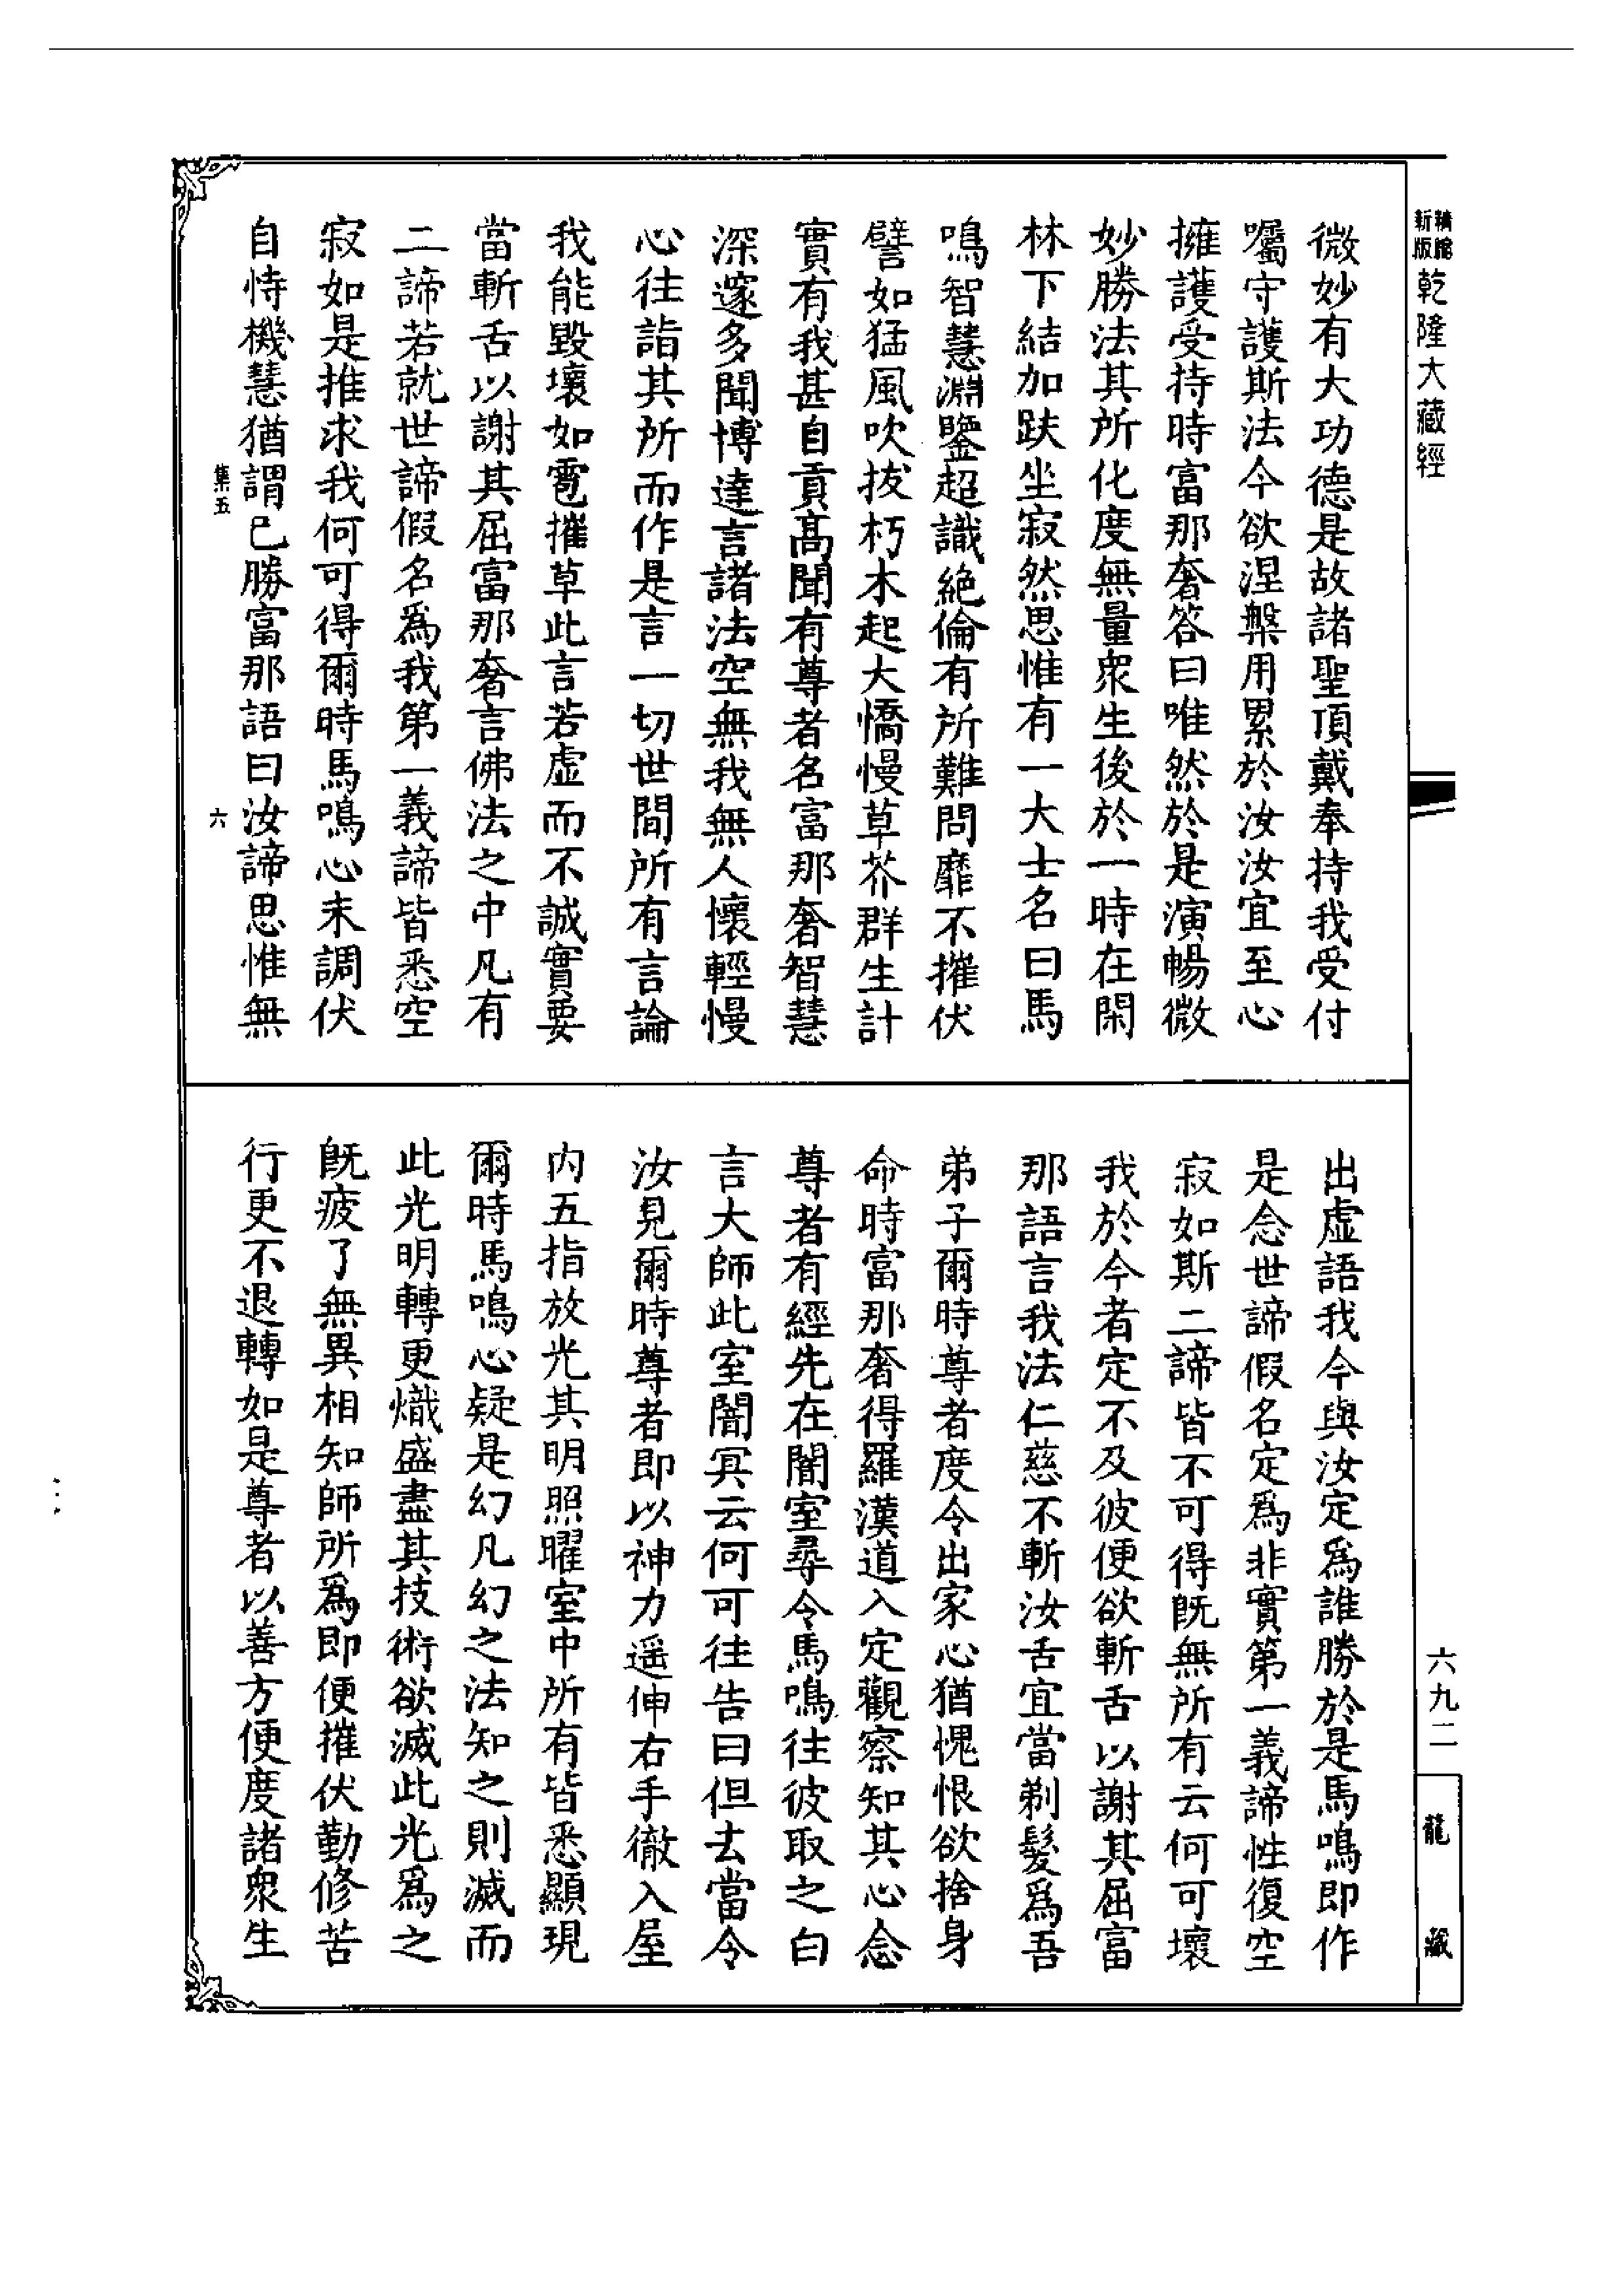 新版
精縮
乾隆大藏經
微妙有大功德是故諸聖頂戴奉持我受付
囑守護斯法今欲涅槃用累於汝汝宜至心
擁護受持時富那奢答曰唯然於是演暢微
妙勝法其所化度無量衆生後於一時在閑
林下結加趺坐寂然思惟有一大士名曰馬
鳴智慧淵鑒超識絕倫有所難問靡不摧伏
譬如猛風吹拔朽木起大憍慢草芥群生計
實有我甚自貢高聞有尊者名富那奢智慧
深邃多聞博達言諸法空無我無人懷輕慢
心往詣其所而作是言一切世間所有言論
我能毀壞如雹摧草此言若虛而不誠實要
當斬舌以謝其屈富那奢言佛法之中凡有
二諦若就世諦假名爲我第一義諦皆悉空
寂如是推求我何可得爾時馬鳴心未調伏
自恃機慧猶謂已勝富那語曰汝諦思惟無
集五
六
出虛語我今與汝定爲誰勝於是馬鳴即作
是念世諦假名定爲非實第一義諦性復空
寂如斯二諦皆不可得旣無所有云何可壞
我於今者定不及彼便欲斬舌以謝其屈富
那語言我法仁慈不斬汝舌宜當剃髮爲吾
弟子爾時尊者度令出家心猶愧恨欲捨身
命時富那奢得羅漢道入定觀察知其心念
尊者有經先在闇室尋令馬鳴往彼取之白
言大師此室闇冥云何可往告曰但去當令
汝見爾時尊者即以神力遥伸右手徹入屋
内五指放光其明照曜室中所有皆悉顯現
爾時馬鳴心疑是幻凡幻之法知之則滅而
此光明轉更熾盛盡其技術欲滅此光爲之
旣疲了無異相知師所爲即便摧伏勤修苦
行更不退轉如是尊者以善方便度諸衆生
六九二
龍藏